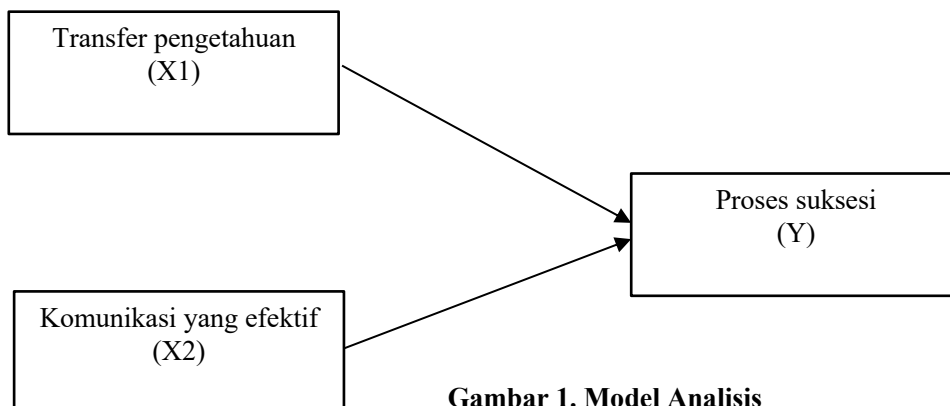 Transfer pengetahuan
(X1)
Proses suksesi
(Y)
Komunikasi yang efektif
(X2)
Gambar 1. Model Analisis